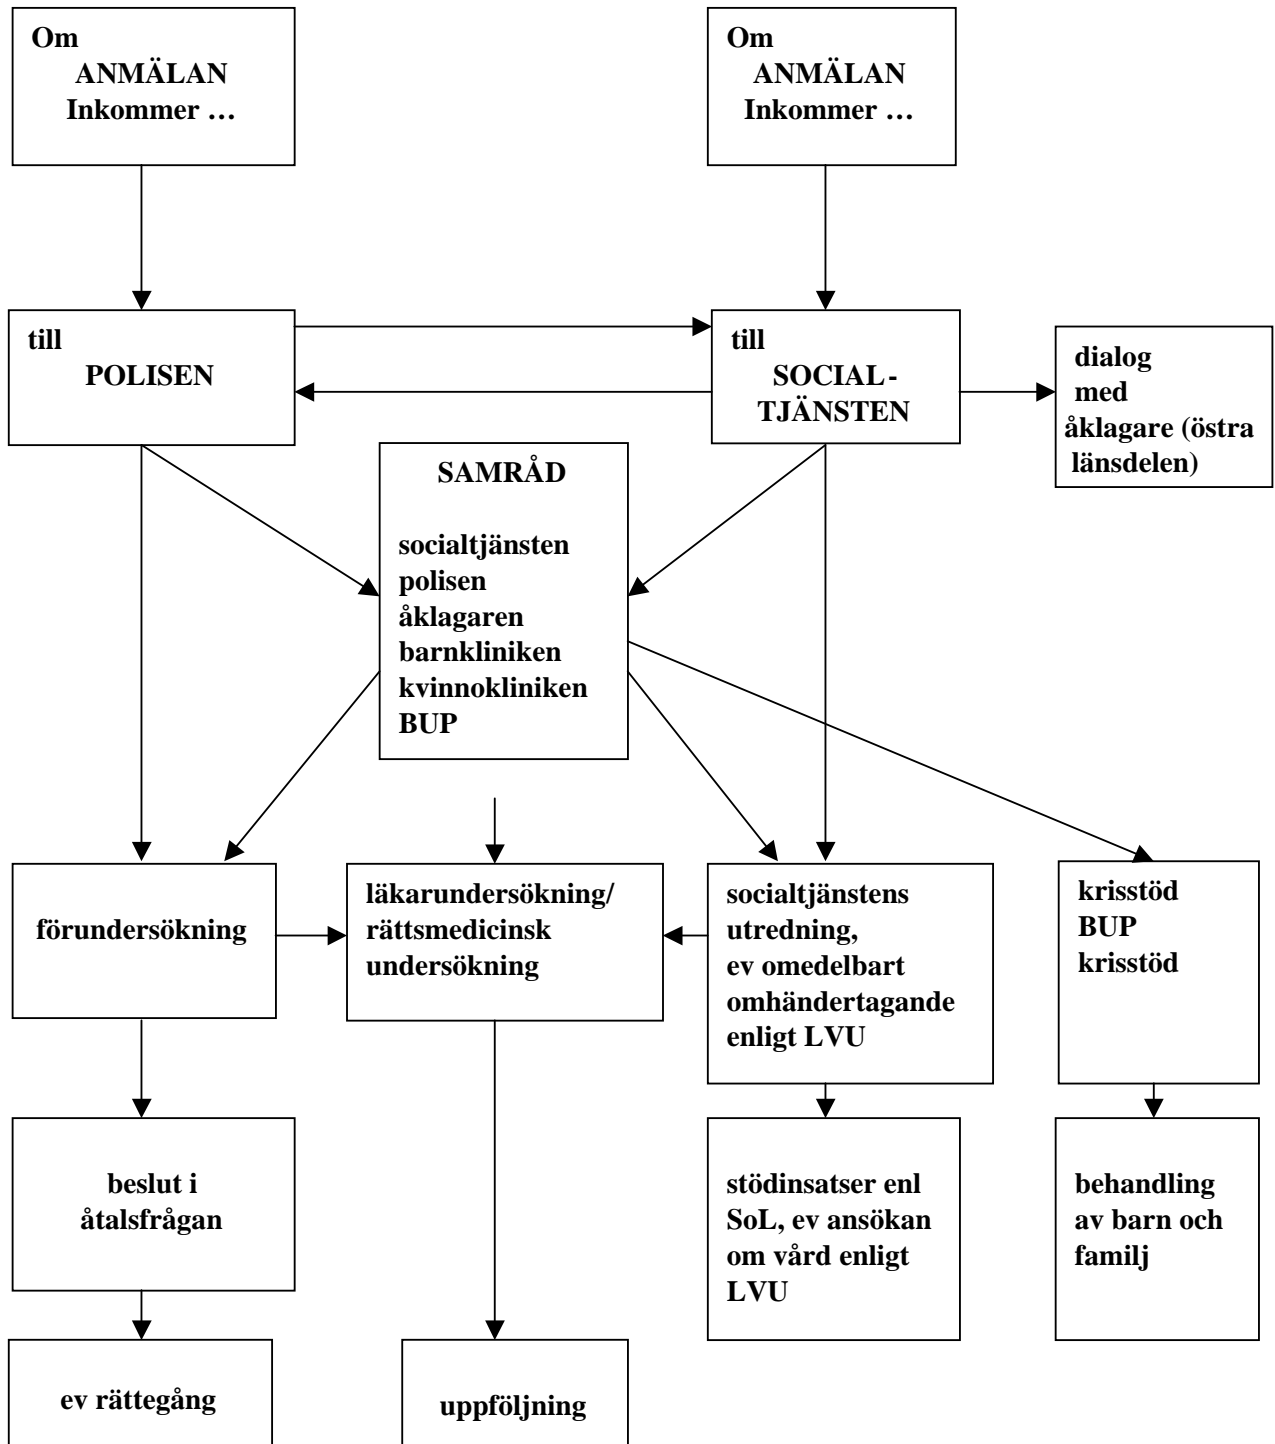 Om
ANMÄLAN
Inkommer …
Om
ANMÄLAN
Inkommer …
till
POLISEN
till
SOCIAL-
TJÄNSTEN
dialog
med
åklagare (östra
länsdelen)
SAMRÅD
socialtjänsten
polisen
åklagaren
barnkliniken
kvinnokliniken
BUP
förundersökning
läkarundersökning/
rättsmedicinsk
undersökning
socialtjänstens
utredning,
ev omedelbart
omhändertagande
enligt LVU
krisstöd
BUP
krisstöd
beslut i
åtalsfrågan
stödinsatser enl
SoL, ev ansökan
om vård enligt
LVU
behandling
av barn och
familj
ev rättegång
uppföljning